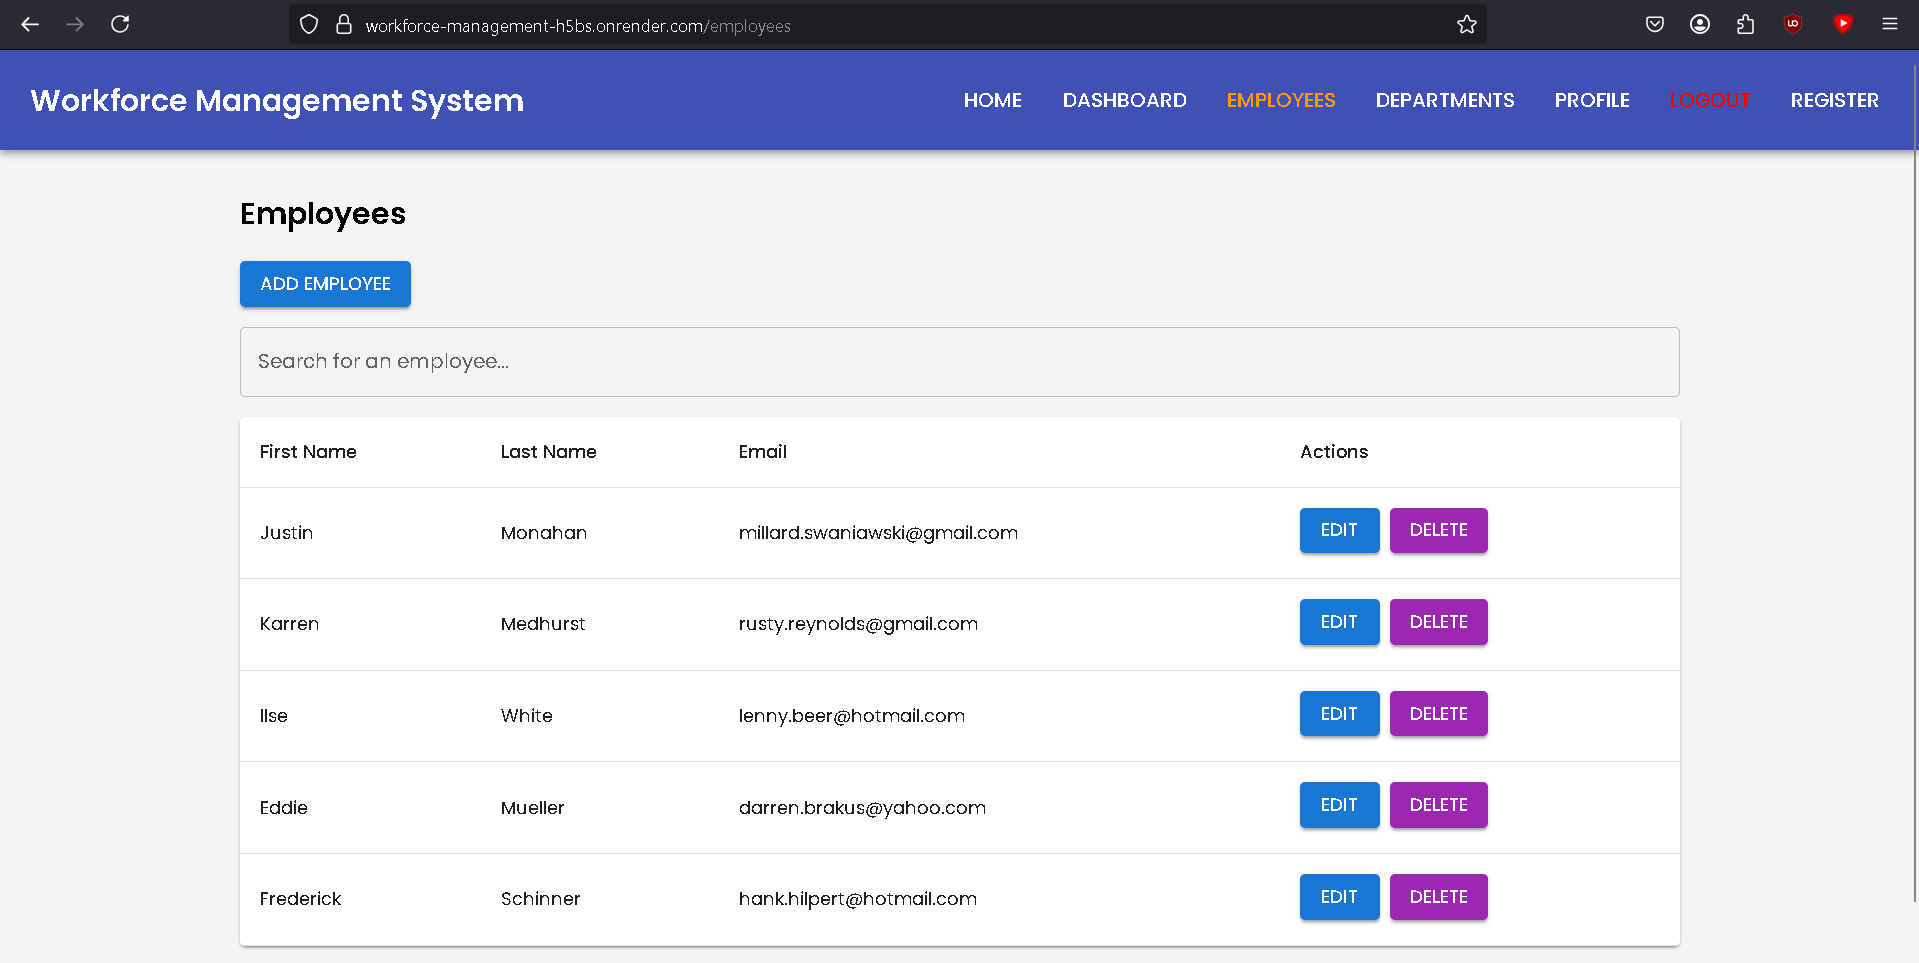 workforce-management-h5bs.onrender.com/employees
Workforce Management System HOME DASHBOARD EMPLOYEES DEPARTMENTS PROFILE LOGOUT REGISTER
Employees
ADD EMPLOYEE
Search for an employee...
First Name Last Name Email Actions
Justin Monahan millard.swaniawski@gmail.com EDIT DELETE
Karren Medhurst rusty.reynolds@gmail.com EDIT DELETE
Ilse White lenny.beer@hotmail.com EDIT DELETE
Eddie Mueller darren.brakus@yahoo.com EDIT DELETE
Frederick Schinner hank.hilpert@hotmail.com EDIT DELETE